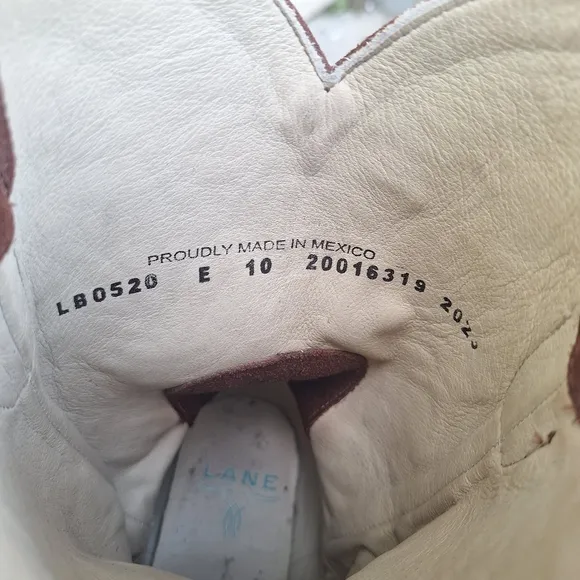 PROUDLY MADE IN MEXICO
LB0520 E 10 20016319
LANE